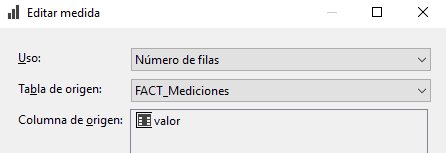 Editar medida
Uso: Número de filas
Tabla de origen: FACT_Mediciones
Columna de origen: valor